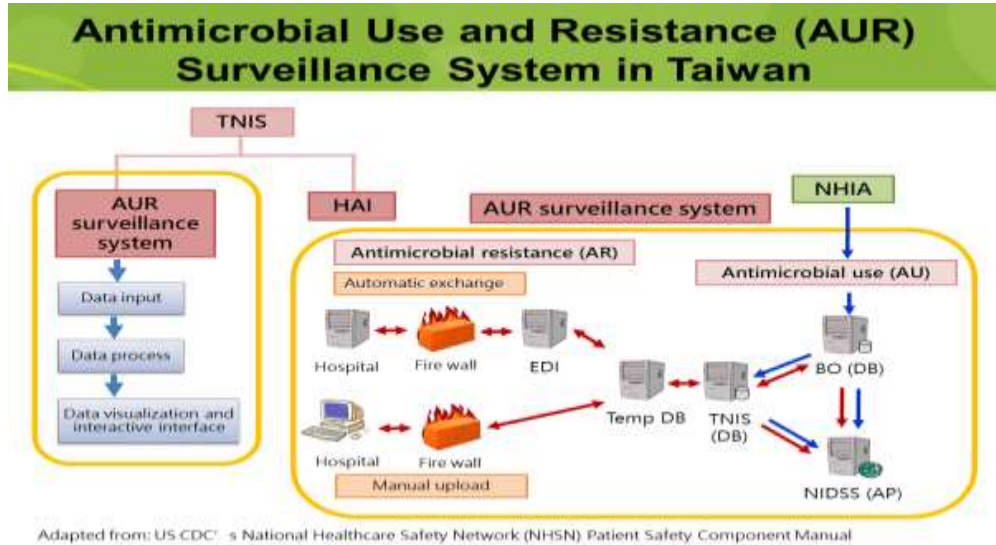 Antimicrobial Use and Resistance (AUR)
Surveillance System in Taiwan
TNIS
AUR
surveillance
system
Data input
Data process
Data visualization and
interactive interface
HAI
AUR surveillance system
NHIA
Antimicrobial resistance (AR)
Automatic exchange
Hospital
Fire wall
EDI
Hospital
Fire wall
Manual upload
Temp DB
TNIS
(DB)
Antimicrobial use (AU)
BO (DB)
NIDSS (AP)
Adapted from: US CDC' s National Healthcare Safety Network (NHSN) Patient Safety Component Manual